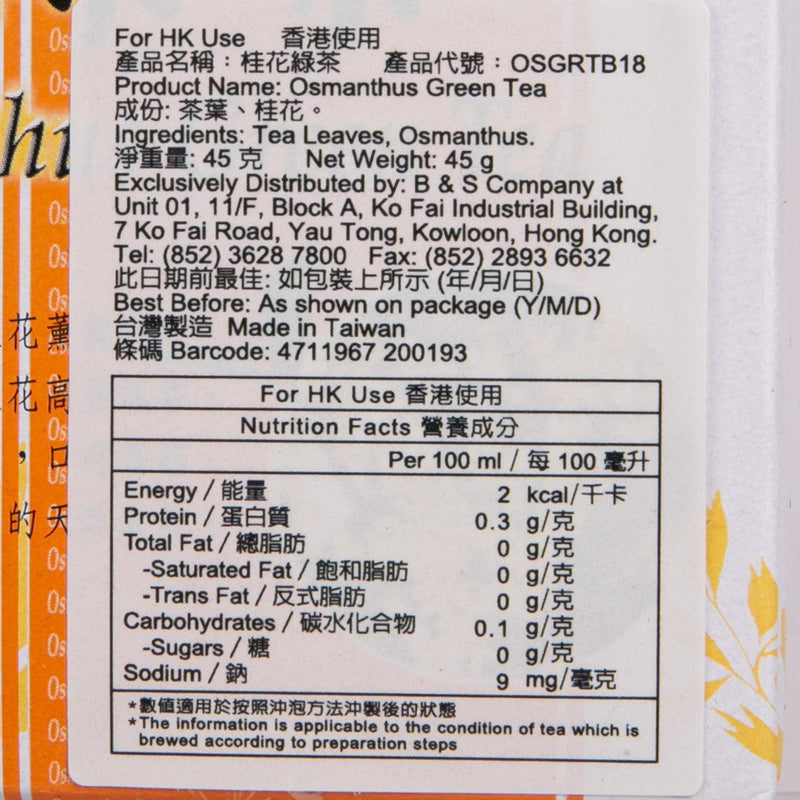 For HK Use 香港使用
產品名稱：桂花綠茶 產品代號：OSGRTB18
Product Name: Osmanthus Green Tea
成份: 茶葉、桂花。
Ingredients: Tea Leaves, Osmanthus.
淨重量: 45 克 Net Weight: 45 g
Exclusively Distributed by: B & S Company at
Unit 01, 11/F, Block A, Ko Fai Industrial Building,
7 Ko Fai Road, Yau Tong, Kowloon, Hong Kong.
Tel: (852) 3628 7800 Fax: (852) 2893 6632
此日期前最佳: 如包裝上所示 (年/月/日)
Best Before: As shown on package (Y/M/D)
台灣製造 Made in Taiwan
條碼 Barcode: 4711967 200193
For HK Use 香港使用
Nutrition Facts 營養成分
Per 100 ml / 每 100 毫升
Energy / 能量 2 kcal/千卡
Protein / 蛋白質 0.3 g/克
Total Fat / 總脂肪 0 g/克
-Saturated Fat / 飽和脂肪 0 g/克
-Trans Fat / 反式脂肪 0 g/克
Carbohydrates / 碳水化合物 0.1 g/克
-Sugars / 糖 0 g/克
Sodium / 鈉 9 mg/毫克
*數值適用於按照沖泡方法沖製後的狀態
*The information is applicable to the condition of tea which is
brewed according to preparation steps
花薰
花高
，口
的天